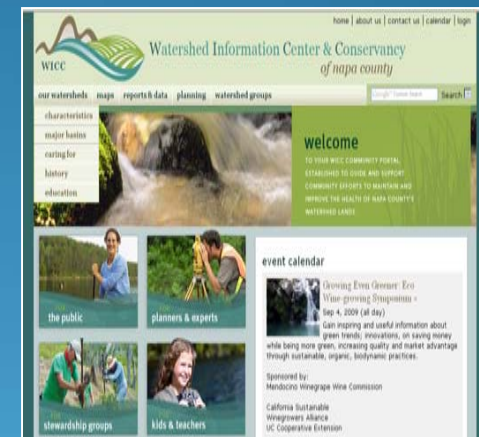 home | about us | contact us | calendar | login
WICC
Watershed Information Center & Conservancy
of napa county
our watersheds maps reports & data planning watershed groups
Search
characteristics
major basins
caring for
history
education
welcome
TO YOUR WICC COMMUNITY PORTAL,
ESTABLISHED TO GUIDE AND SUPPORT
COMMUNITY EFFORTS TO MAINTAIN AND
IMPROVE THE HEALTH OF NAPA COUNTY'S
WATERSHED LANDS
the public
planners & experts
stewardship groups
kids & teachers
event calendar
Growing Even Greener: Eco
Wine-growing Symposium »
Sep 4, 2009 (all day)
Gain inspiring and useful information about
green trends; innovations, on saving money
while being more green, increasing quality and market advantage
through sustainable, organic, biodynamic practices.
Sponsored by:
Mendocino Winegrape Wine Commission
California Sustainable
Winegrowers Alliance
UC Cooperative Extension